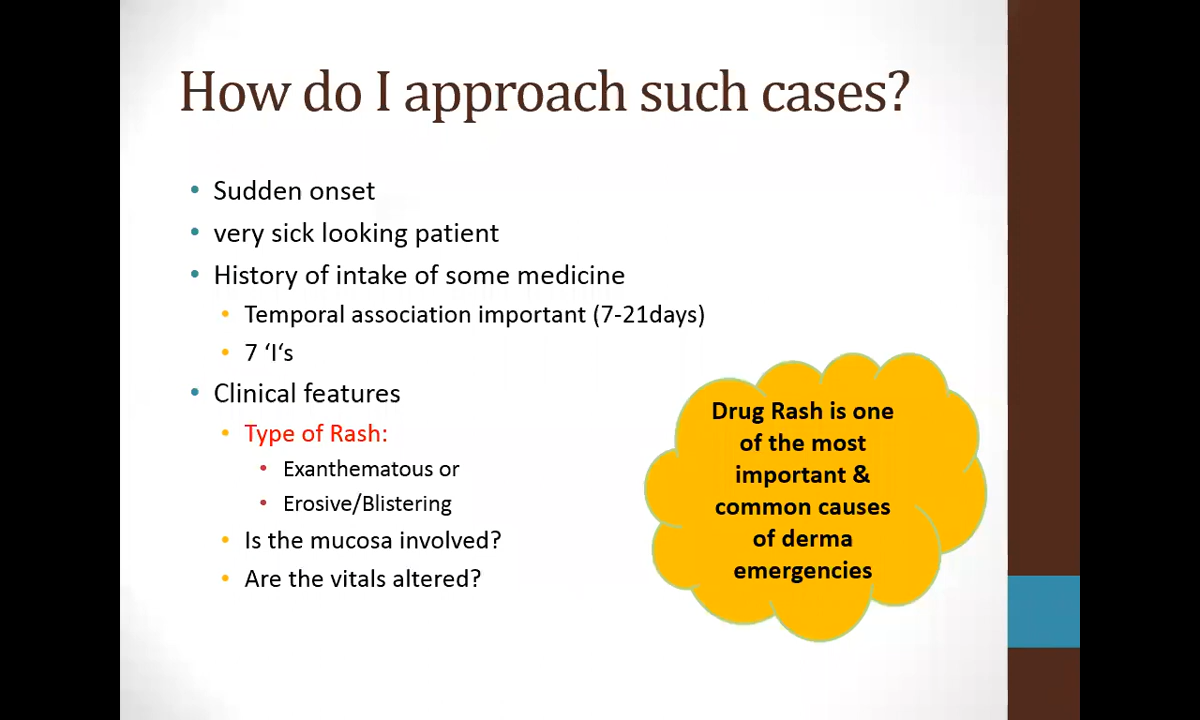 How do I approach such cases?
• Sudden onset
• very sick looking patient
• History of intake of some medicine
• Temporal association important (7-21days)
• 7 ‘I‘s
• Clinical features
• Type of Rash:
• Exanthematous or
• Erosive/Blistering
• Is the mucosa involved?
• Are the vitals altered?
Drug Rash is one
of the most
important &
common causes
of derma
emergencies